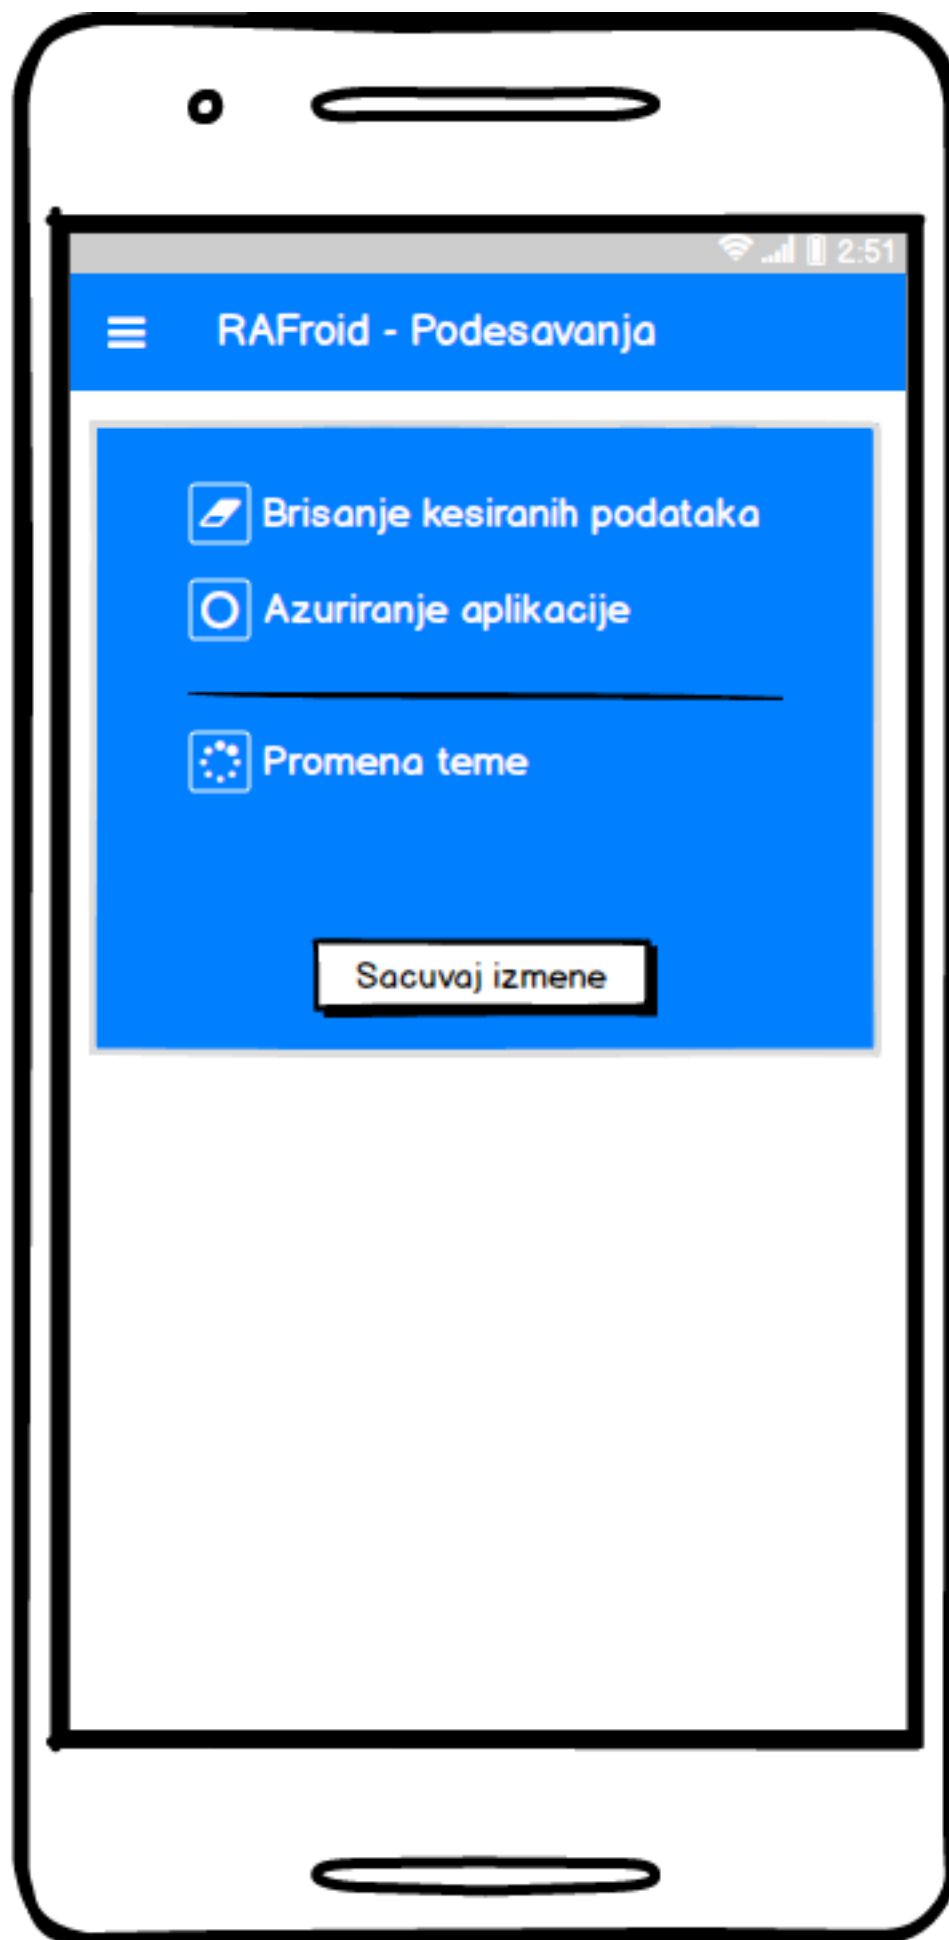 2:51
RAFroid - Podesavanja
Brisanje kesiranih podataka
Azuriranje aplikacije
Promena teme
Sacuvaj izmene